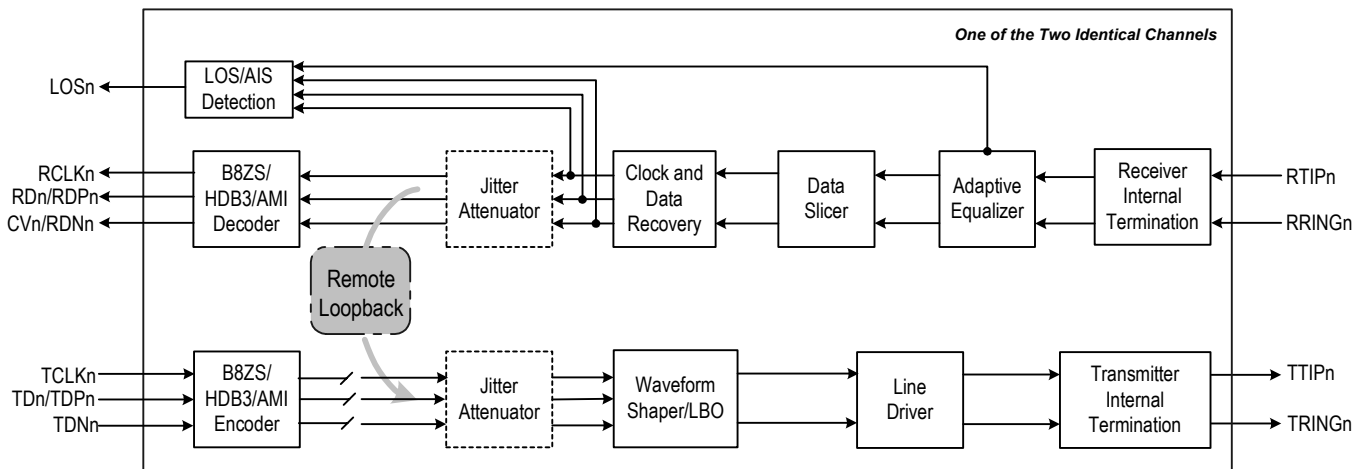 One of the Two Identical Channels
LOSn
LOS/AIS
Detection
RCLKn
RDn/RDPn
CVn/RDNn
B8ZS/
HDB3/AMI
Decoder
Jitter
Attenuator
Clock and
Data
Recovery
Data
Slicer
Adaptive
Equalizer
Receiver
Internal
Termination
RTIPn
RRINGn
Remote
Loopback
TCLKn
TDn/TDPn
TDNn
B8ZS/
HDB3/AMI
Encoder
Jitter
Attenuator
Waveform
Shaper/LBO
Line
Driver
Transmitter
Internal
Termination
TTIPn
TRINGn